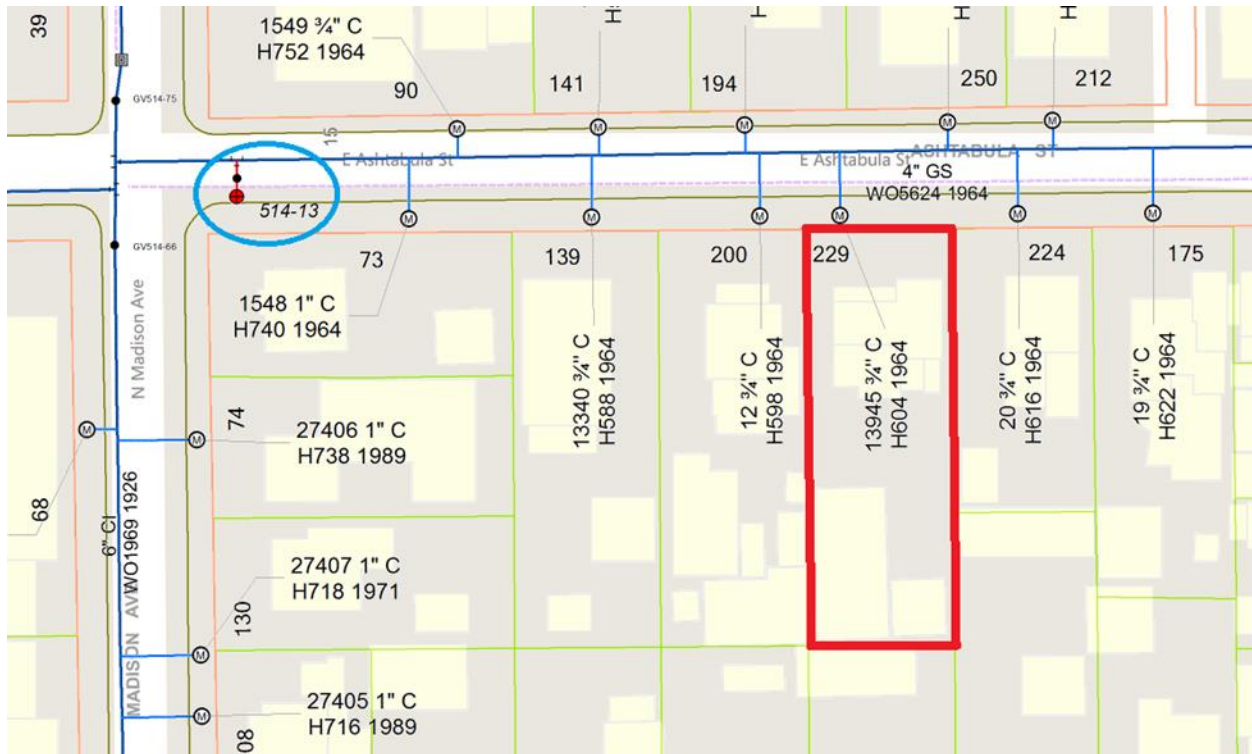 39
1549 ¾" C
H752 1964
90
141
194
250
212
GV514-75
15
E Ashtabula St
E Ashtabula St
ASHTABULA ST
4" GS
WO5624 1964
514-13
GV514-66
M
M
M
M
M
M
M
M
M
M
M
73
139
200
229
224
175
N Madison Ave
1548 1" C
H740 1964
13340 ¾" C
H588 1964
12 ¾" C
H598 1964
13945 ¾" C
H604 1964
20 ¾" C
H616 1964
19 ¾" C
H622 1964
74
M
M
27406 1" C
H738 1989
68
6" CI
WO1969 1926
MADISON AV
27407 1" C
H718 1971
130
M
27405 1" C
H716 1989
M
08